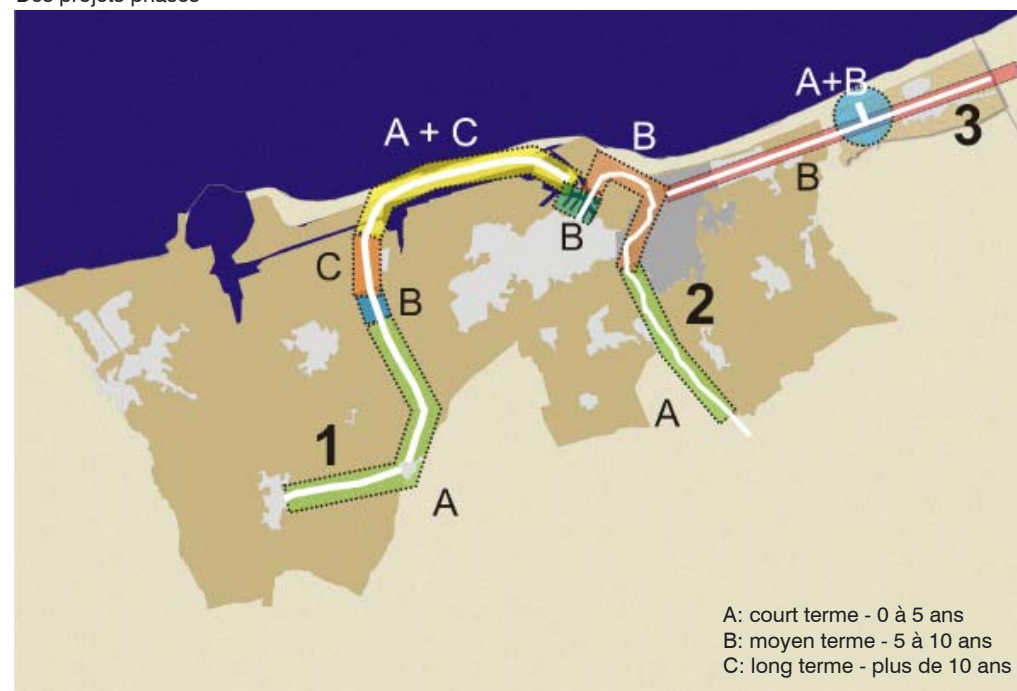 Des projets phasés
A+B
A + C
B
3
B
B
C
B
2
A
1
A
A: court terme - 0 à 5 ans
B: moyen terme - 5 à 10 ans
C: long terme - plus de 10 ans